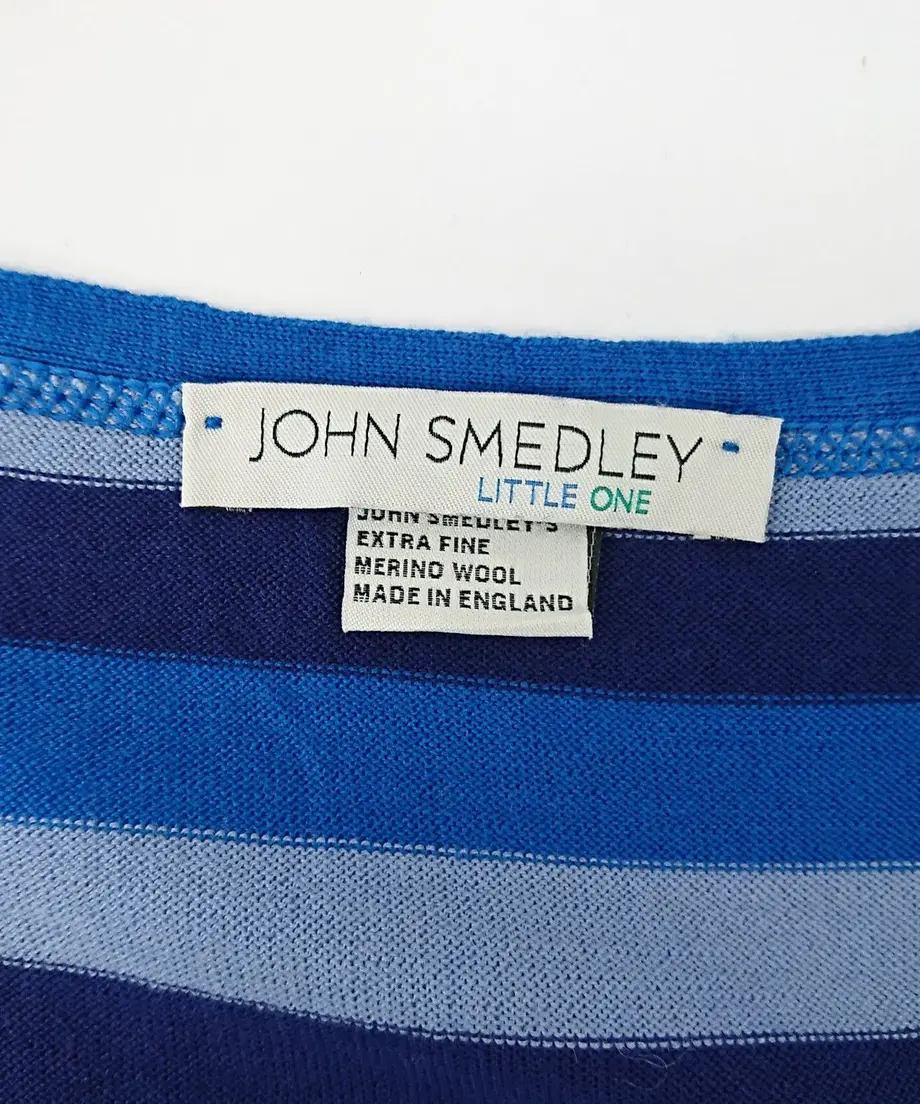 JOHN SMEDLEY
LITTLE ONE
JOHN SMEDLEY'S
EXTRA FINE
MERINO WOOL
MADE IN ENGLAND